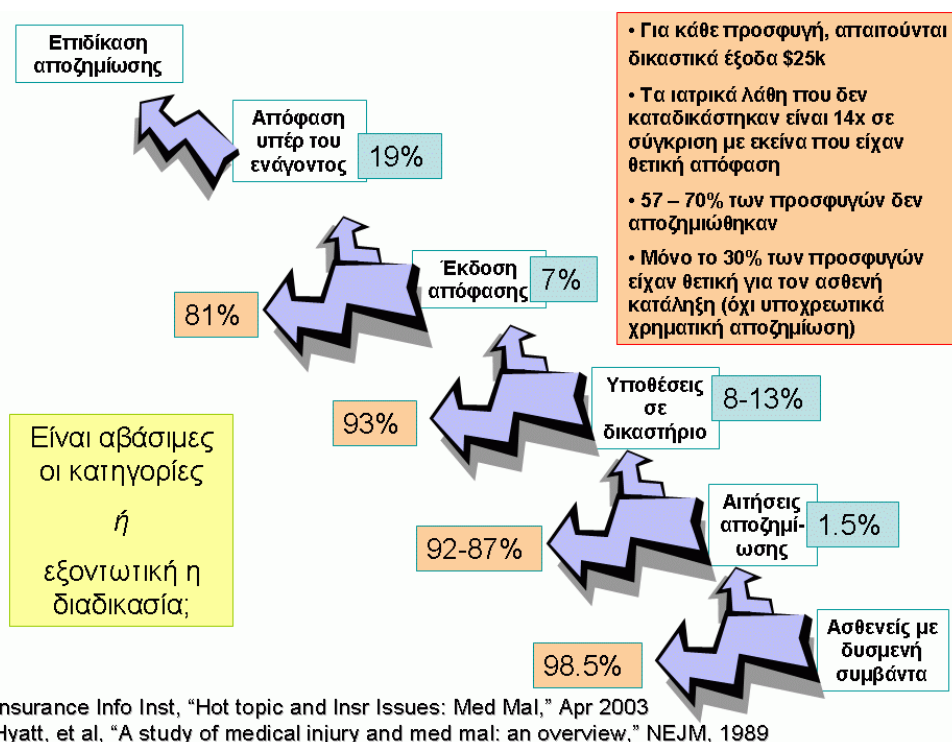 Επιδίκαση
αποζημίωσης
Απόφαση
υπέρ του
ενάγοντος
19%
Έκδοση
απόφασης
7%
81%
Υποθέσεις
σε
δικαστήριο
8-13%
93%
Αιτήσεις
αποζημί-
ωσης
1.5%
92-87%
Ασθενείς με
δυσμενή
συμβάντα
98.5%
• Για κάθε προσφυγή, απαιτούνται
δικαστικά έξοδα $25k
• Τα ιατρικά λάθη που δεν
καταδικάστηκαν είναι 14x σε
σύγκριση με εκείνα που είχαν
θετική απόφαση
• 57 – 70% των προσφυγών δεν
αποζημιώθηκαν
• Μόνο το 30% των προσφυγών
είχαν θετική για τον ασθενή
κατάληξη (όχι υποχρεωτικά
χρηματική αποζημίωση)
Είναι αβάσιμες
οι κατηγορίες
ή
εξοντωτική η
διαδικασία;
nsurance Info Inst, “Hot topic and Insr Issues: Med Mal,” Apr 2003
Hyatt, et al, “A study of medical injury and med mal: an overview,” NEJM, 1989